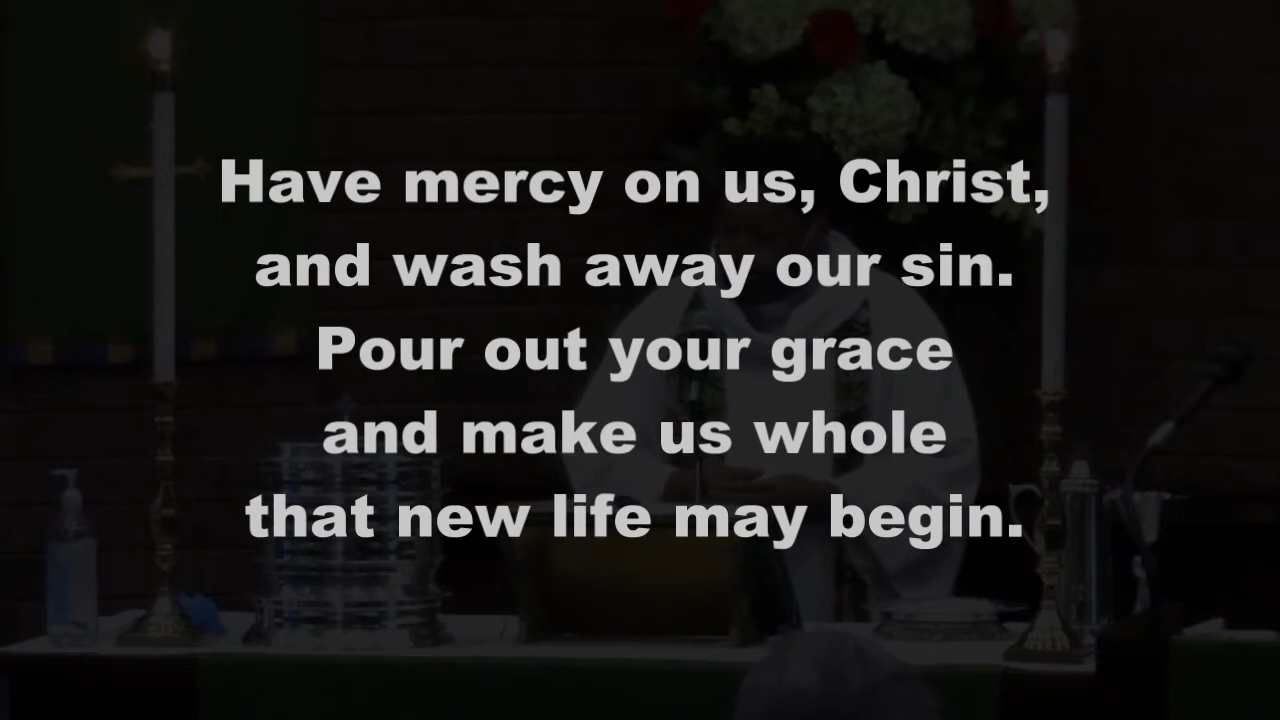 Have mercy on us, Christ,
and wash away our sin.
Pour out your grace
and make us whole
that new life may begin.